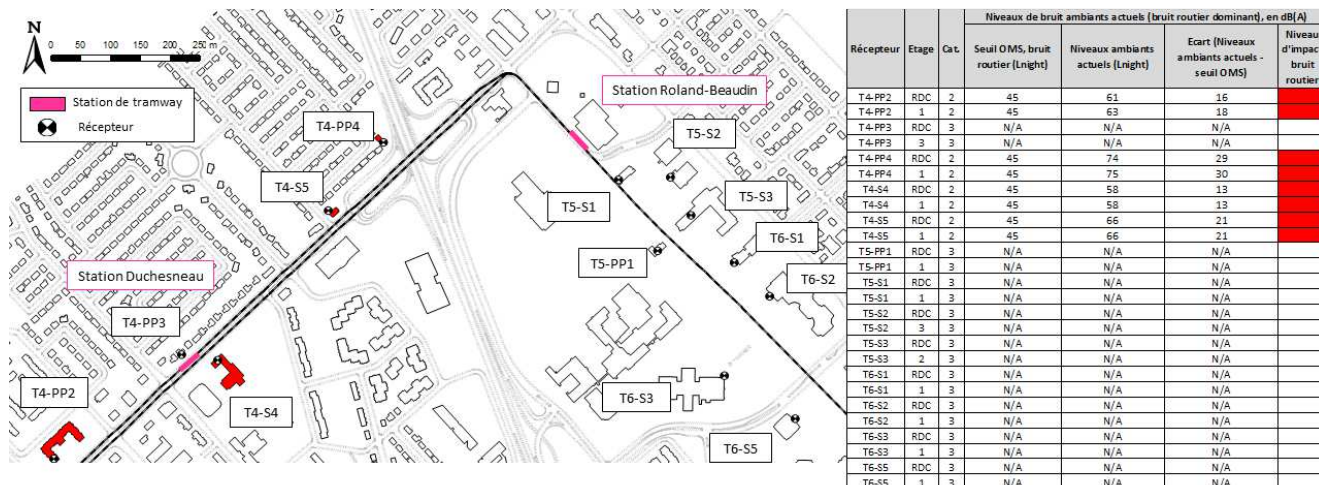 N
0 50 100 150 200 250 m
Station de tramway
Récepteur
Station Roland-Beaudin
T4-PP4
T5-S2
T4-S5
T5-S1
T5-S3
T6-S1
T5-PP1
T6-S2
Station Duchesneau
T4-PP3
T4-PP2
T4-S4
T6-S3
T6-S5
Niveaux de bruit ambiants actuels (bruit routier dominant), en dB(A)
Récepteur Etage Cat. Seuil OMS, bruit routier (Lnight) Niveaux ambiants actuels (Lnight) Ecart (Niveaux ambiants actuels - seuil OMS) Niveau d'impac bruit routier
T4-PP2 RDC 2 45 61 16
T4-PP2 1 2 45 63 18
T4-PP3 RDC 3 N/A N/A N/A
T4-PP3 3 3 N/A N/A N/A
T4-PP4 RDC 2 45 74 29
T4-PP4 1 2 45 75 30
T4-S4 RDC 2 45 58 13
T4-S4 1 2 45 58 13
T4-S5 RDC 2 45 66 21
T4-S5 1 2 45 66 21
T5-PP1 RDC 3 N/A N/A N/A
T5-PP1 1 3 N/A N/A N/A
T5-S1 RDC 3 N/A N/A N/A
T5-S1 1 3 N/A N/A N/A
T5-S2 RDC 3 N/A N/A N/A
T5-S2 3 3 N/A N/A N/A
T5-S3 RDC 3 N/A N/A N/A
T5-S3 2 3 N/A N/A N/A
T6-S1 RDC 3 N/A N/A N/A
T6-S1 1 3 N/A N/A N/A
T6-S2 RDC 3 N/A N/A N/A
T6-S2 1 3 N/A N/A N/A
T6-S3 RDC 3 N/A N/A N/A
T6-S3 1 3 N/A N/A N/A
T6-S5 RDC 3 N/A N/A N/A
T6-S5 1 3 N/A N/A N/A